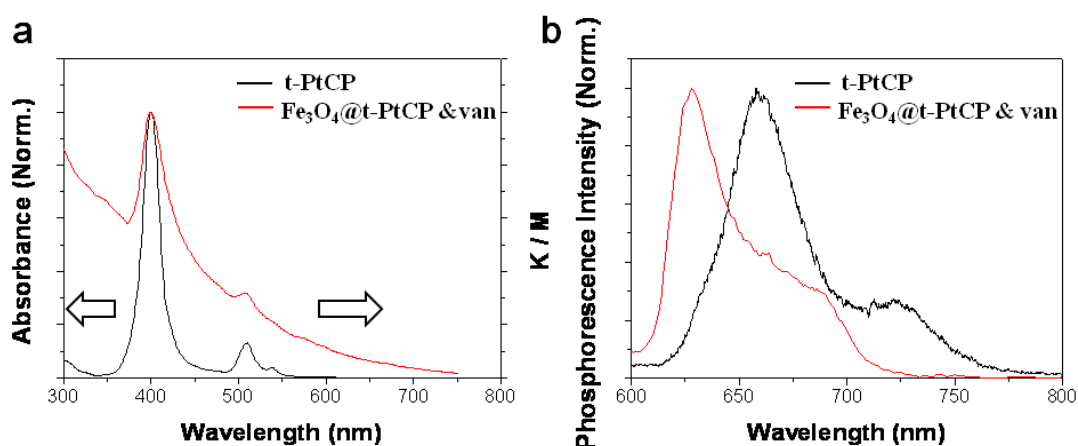 a
Absorbance (Norm.)
t-PtCP
Fe₃O₄@t-PtCP & van
K / M
300 400 500 600 700 800
Wavelength (nm)
b
Phosphorescence Intensity (Norm.)
t-PtCP
Fe₃O₄@t-PtCP & van
600 650 700 750 800
Wavelength (nm)